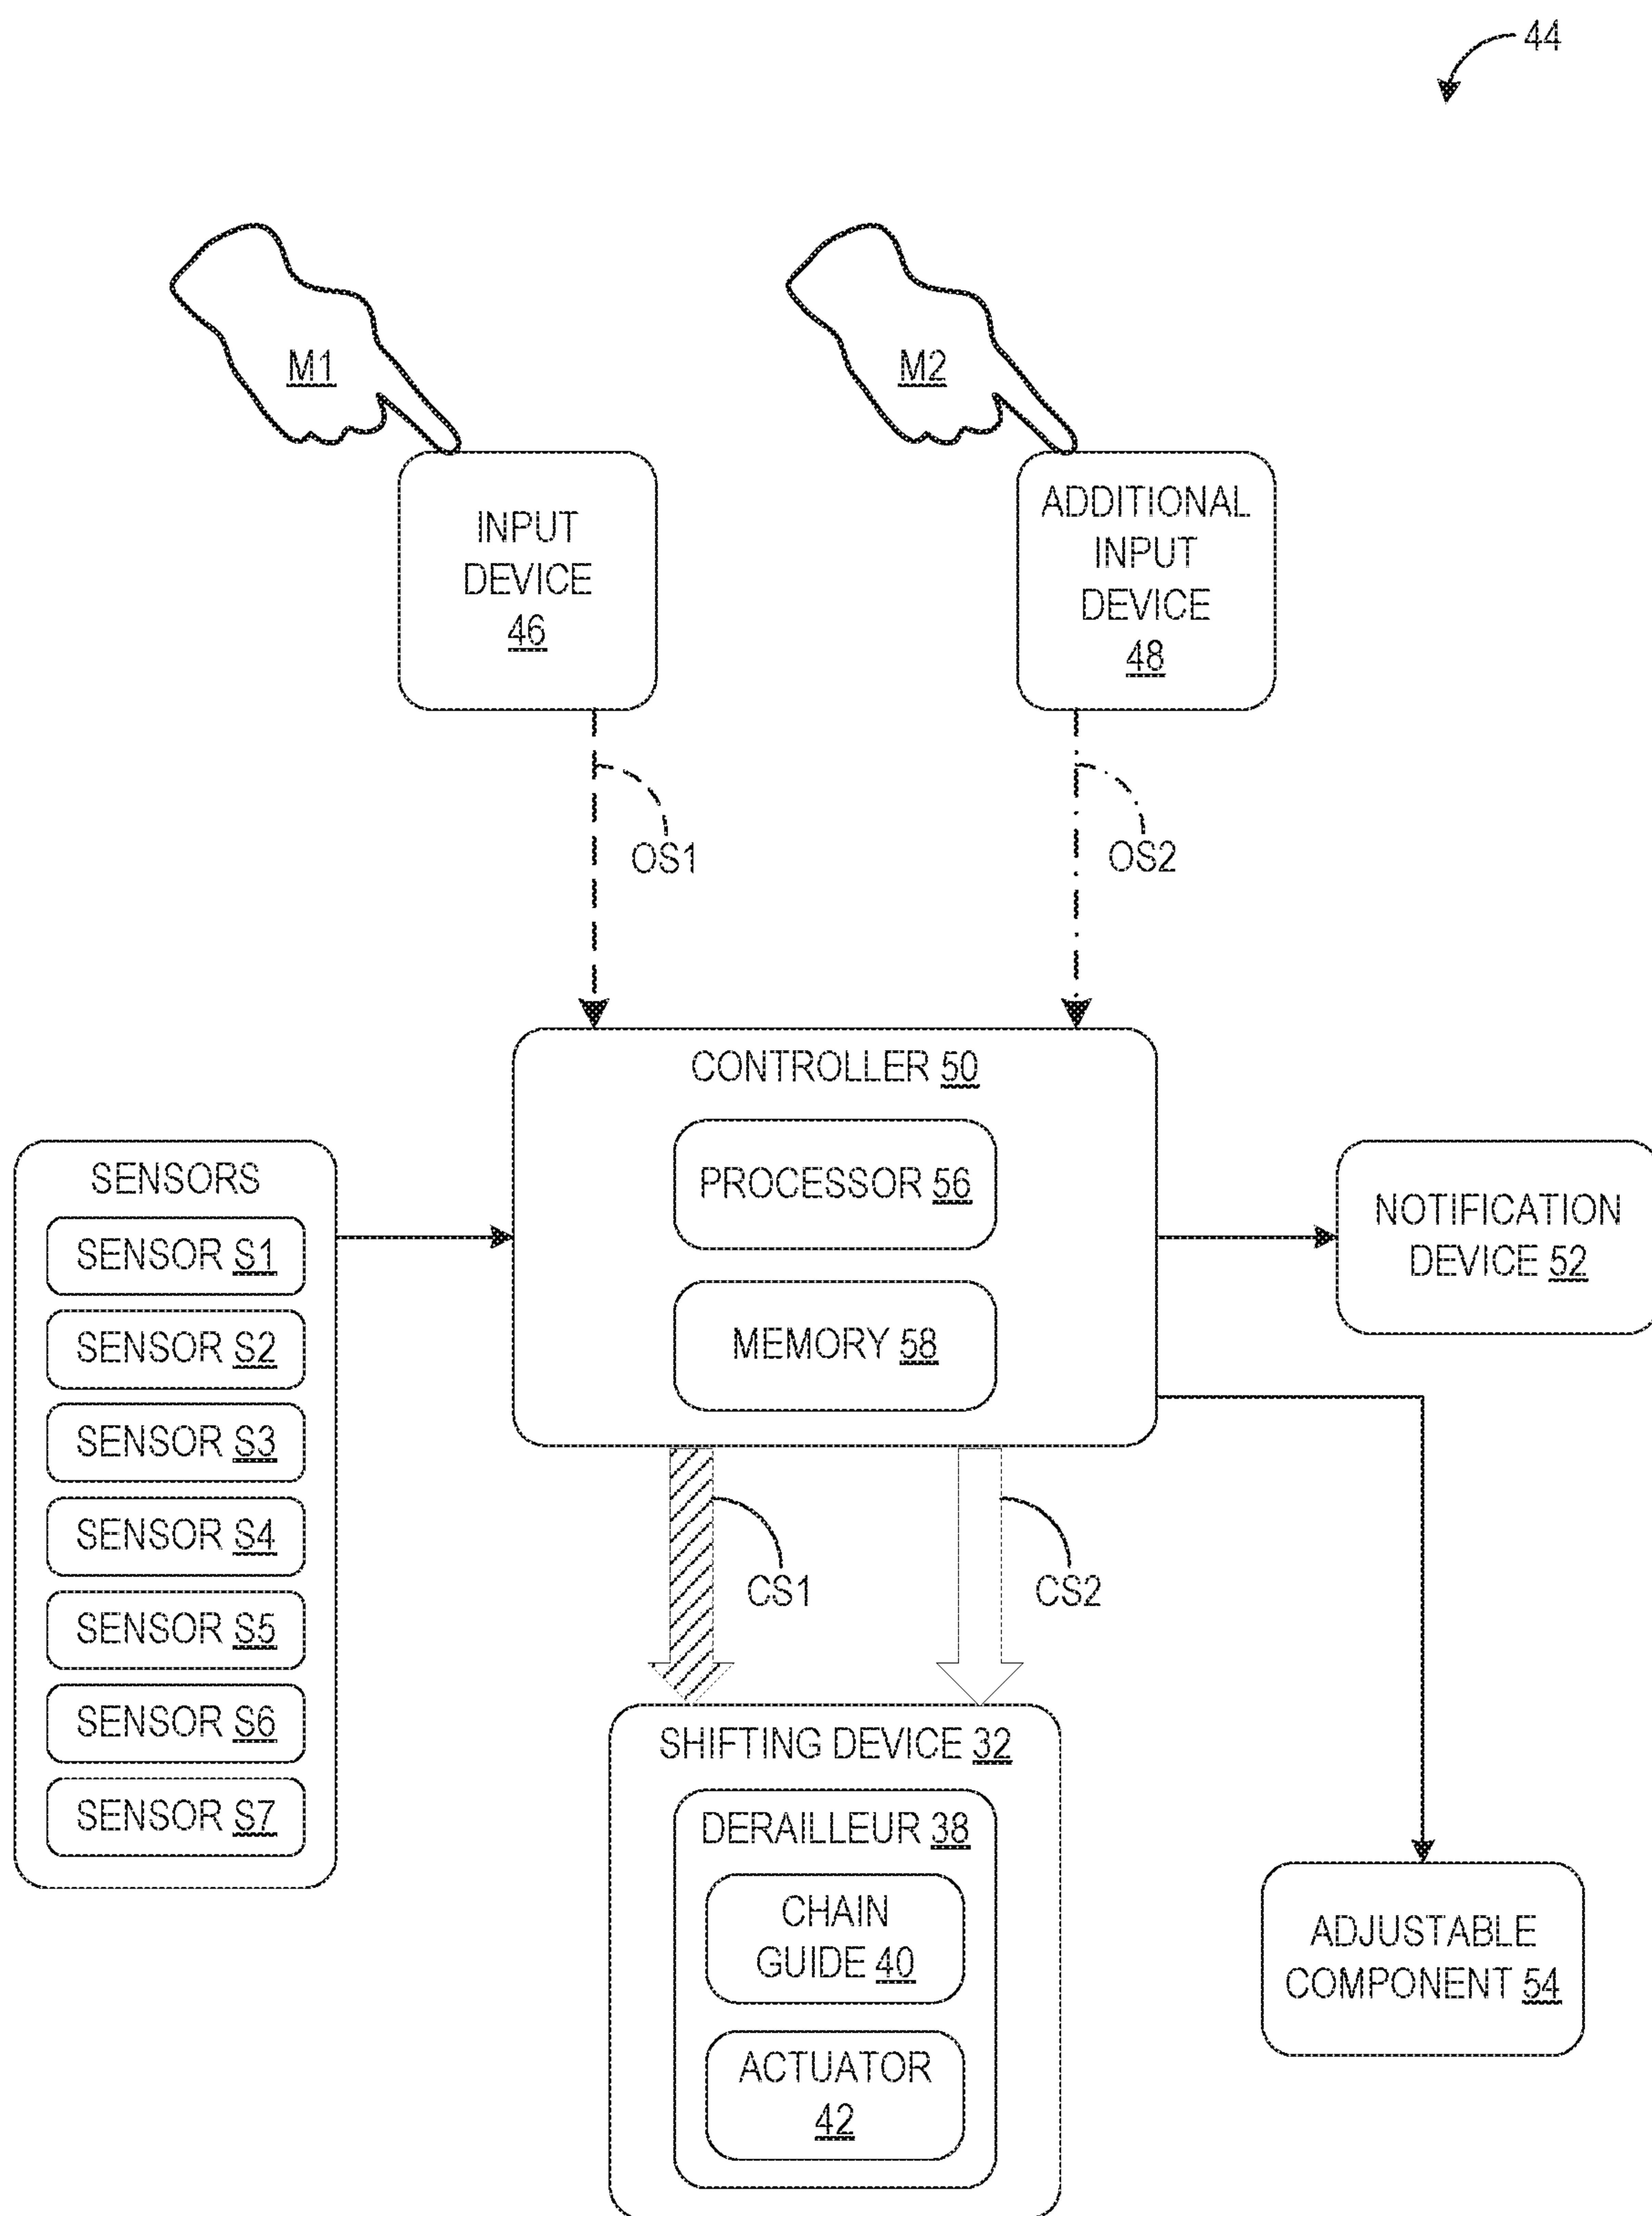 44
M1
M2
INPUT
DEVICE
46
ADDITIONAL
INPUT
DEVICE
48
OS1
OS2
CONTROLLER 50
PROCESSOR 56
MEMORY 58
SENSORS
SENSOR S1
SENSOR S2
SENSOR S3
SENSOR S4
SENSOR S5
SENSOR S6
SENSOR S7
NOTIFICATION
DEVICE 52
CS1
CS2
SHIFTING DEVICE 32
DERAILLEUR 38
CHAIN
GUIDE 40
ACTUATOR
42
ADJUSTABLE
COMPONENT 54